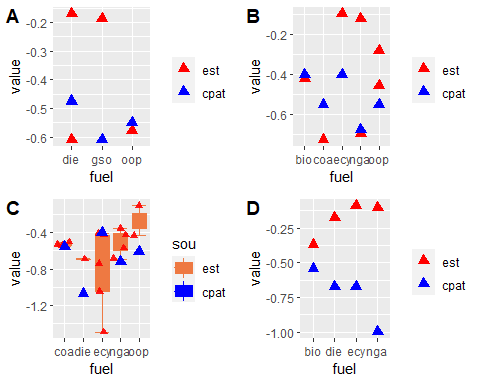 A
value
-0.2
-0.3
-0.4
-0.5
-0.6
die gso oop
fuel
est
cpat
B
value
-0.2
-0.4
-0.6
bio coa ecy nga oop
fuel
est
cpat
C
value
-0.4
-0.8
-1.2
coa die ecy nga oop
fuel
sou
est
cpat
D
value
-0.25
-0.50
-0.75
-1.00
bio die ecy nga
fuel
est
cpat